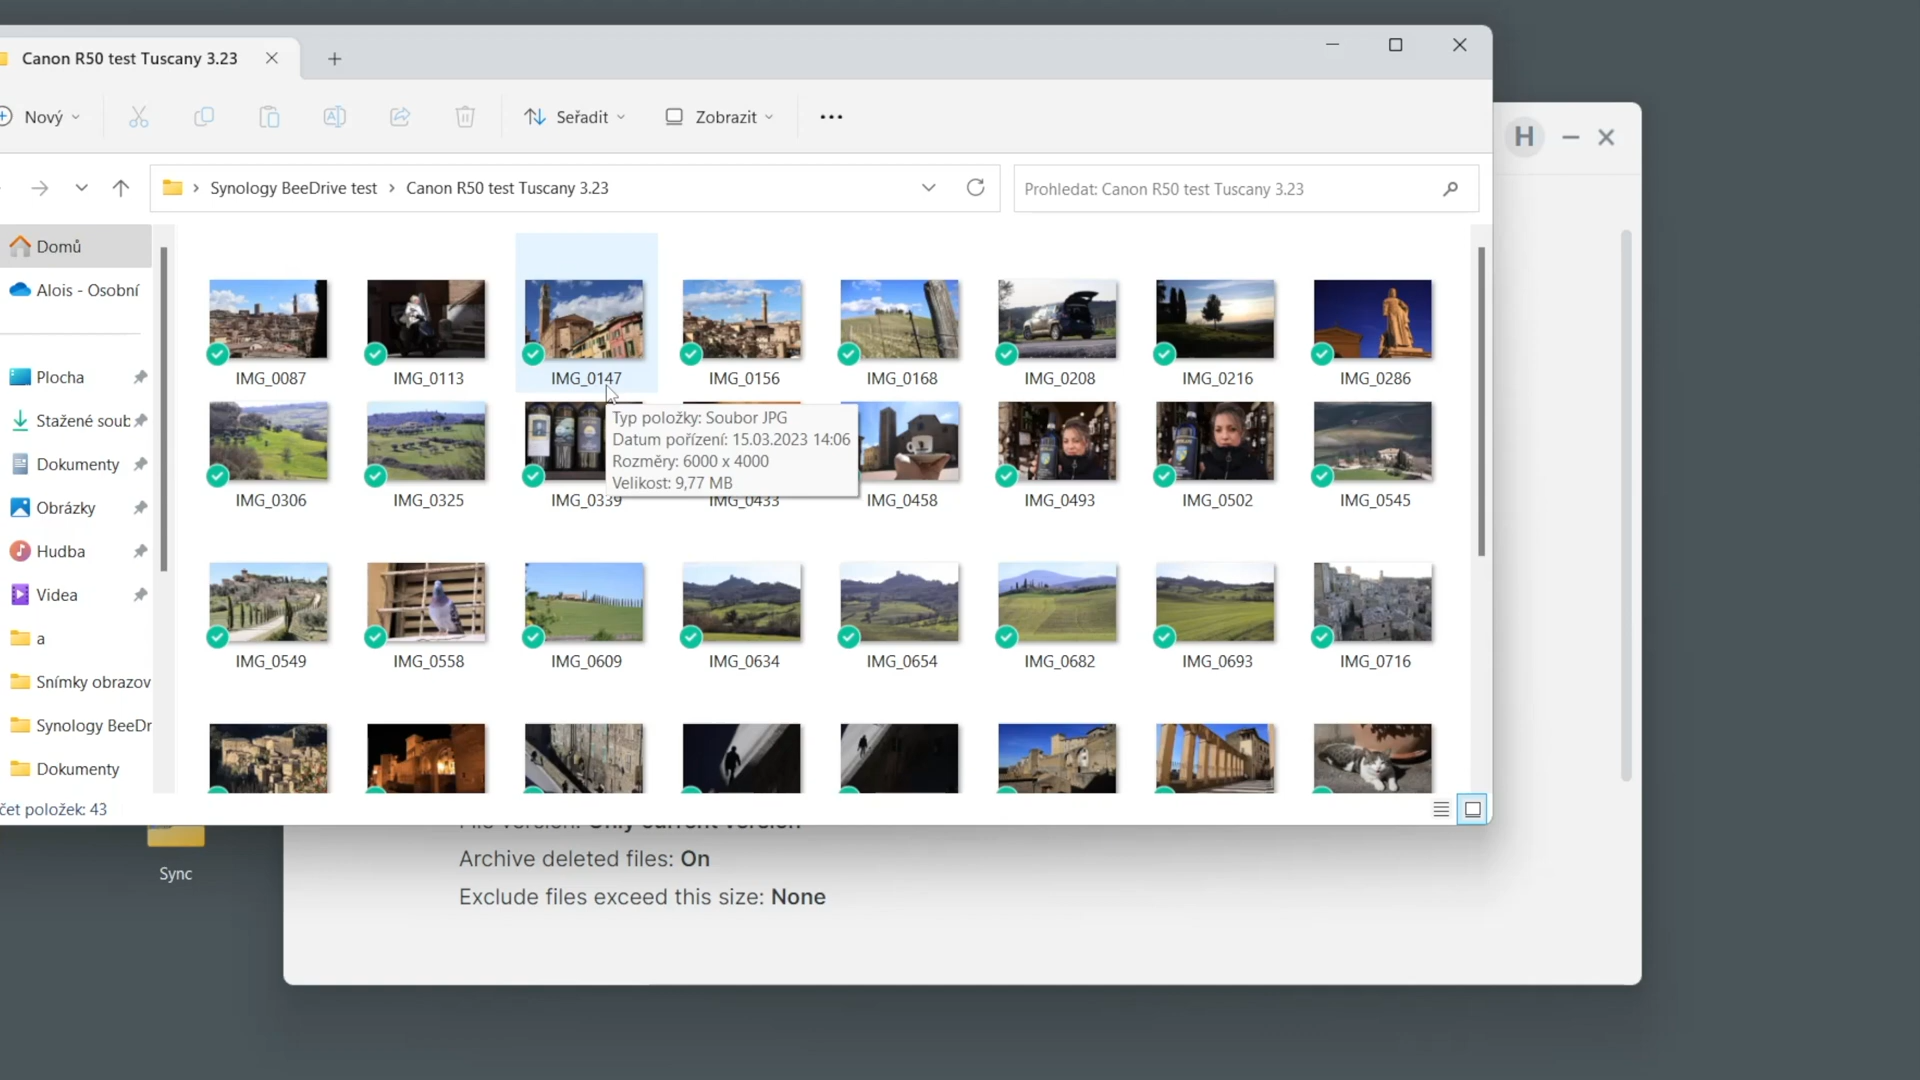 Canon R50 test Tuscany 3.23
Nový
Seřadit
Zobrazit
H
Synology BeeDrive test
Canon R50 test Tuscany 3.23
Prohledat: Canon R50 test Tuscany 3.23
Domů
Alois - Osobní
Plocha
Stažené soub
Dokumenty
Obrázky
Hudba
Videa
a
Snímky obrazov
Synology BeeDr
Dokumenty
IMG_0087
IMG_0113
IMG_0147
IMG_0156
IMG_0168
IMG_0208
IMG_0216
IMG_0286
Typ položky: Soubor JPG
Datum pořízení: 15.03.2023 14:06
Rozměry: 6000 x 4000
Velikost: 9,77 MB
IMG_0306
IMG_0325
IMG_0339
IMG_0433
IMG_0458
IMG_0493
IMG_0502
IMG_0545
IMG_0549
IMG_0558
IMG_0609
IMG_0634
IMG_0654
IMG_0682
IMG_0693
IMG_0716
čet položek: 43
File version: Only current version
Archive deleted files: On
Exclude files exceed this size: None
Sync